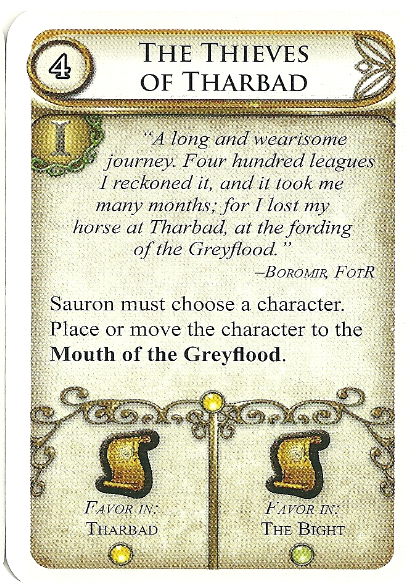 4
THE THIEVES
OF THARBAD
I
"A long and wearisome
journey. Four hundred leagues
I reckoned it, and it took me
many months; for I lost my
horse at Tharbad, at the fording
of the Greyflood."
–BOROMIR, FOTR
Sauron must choose a character.
Place or move the character to the
Mouth of the Greyflood.
FAVOR IN:
THARBAD
FAVOR IN:
THE BIGHT